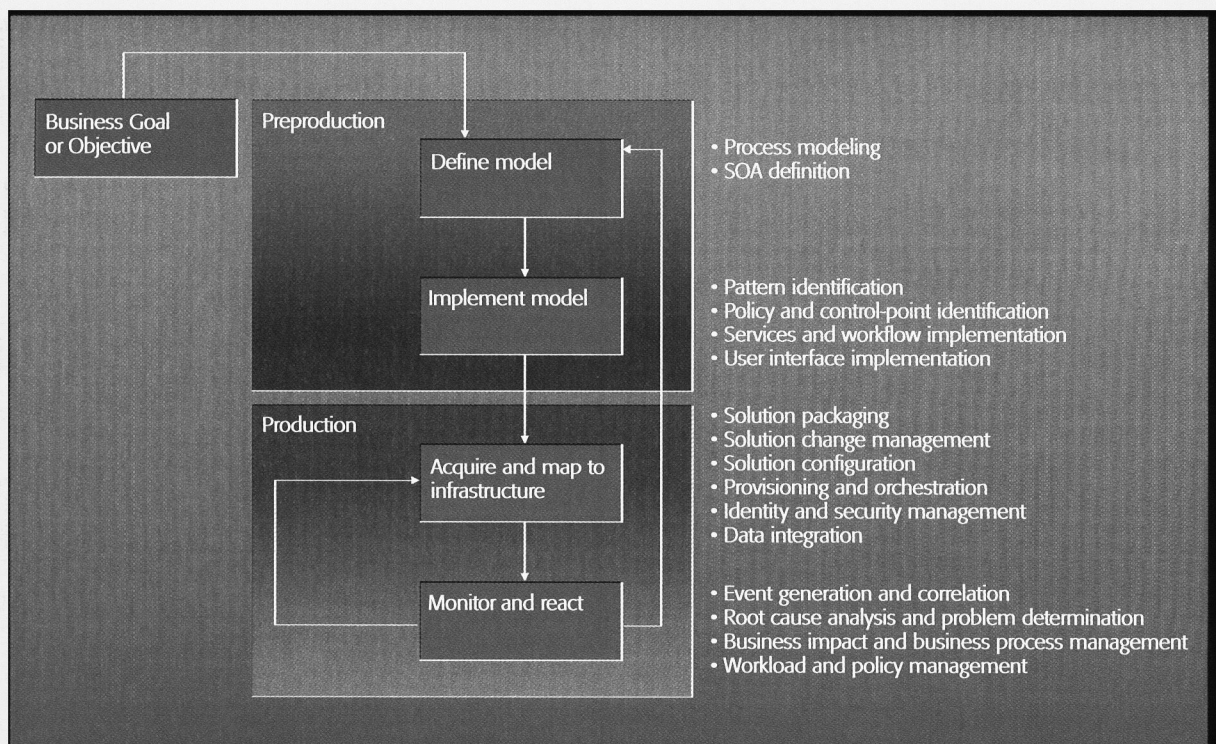 Business Goal
or Objective
Preproduction
Define model
• Process modeling
• SOA definition
Implement model
• Pattern identification
• Policy and control-point identification
• Services and workflow implementation
• User interface implementation
Production
Acquire and map to
infrastructure
• Solution packaging
• Solution change management
• Solution configuration
• Provisioning and orchestration
• Identity and security management
• Data integration
Monitor and react
• Event generation and correlation
• Root cause analysis and problem determination
• Business impact and business process management
• Workload and policy management